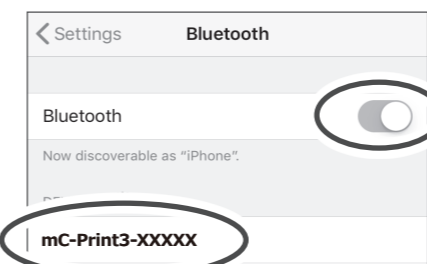 Settings
Bluetooth
Bluetooth
Now discoverable as “iPhone”.
mC-Print3-XXXXX